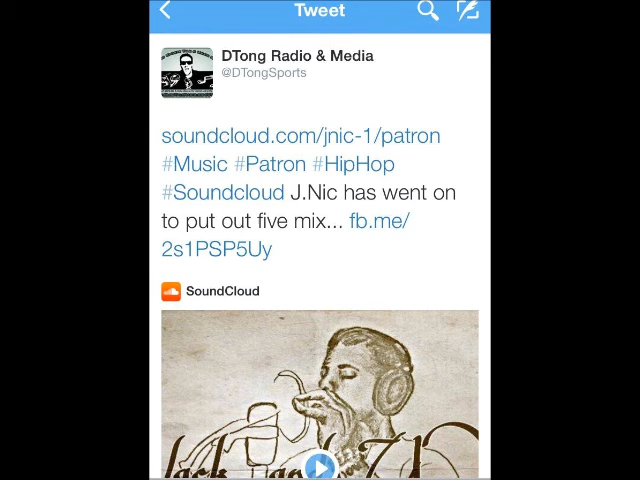 Tweet
DTong Radio & Media
@DTongSports
soundcloud.com/jnic-1/patron
#Music #Patron #HipHop
#Soundcloud J.Nic has went on
to put out five mix... fb.me/
2s1PSP5Uy
SoundCloud